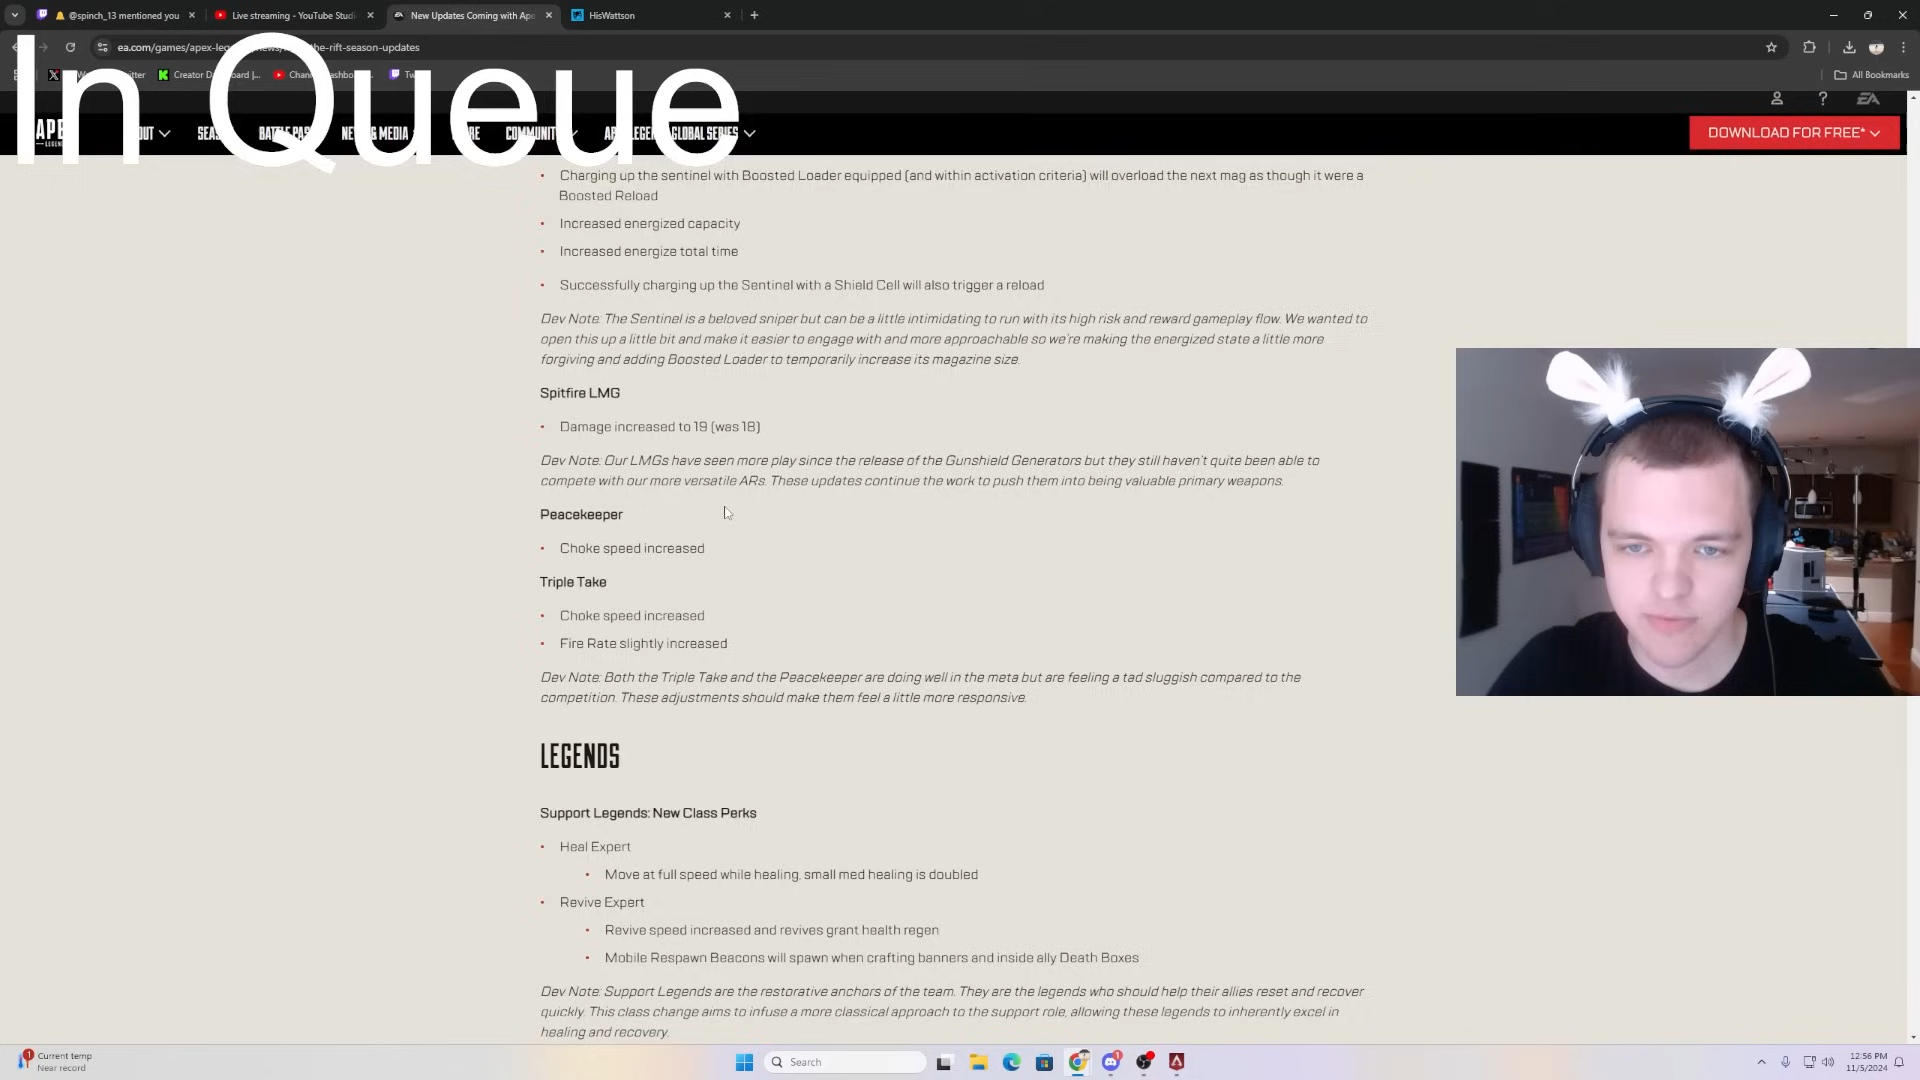 @spinch_13 mentioned you
Live streaming - YouTube Studi
New Updates Coming with Ape
HisWattson
In Queue
ea.com/games/apex-leg
he-rift-season-updates
Creator Da
All Bookmarks
APEX
SEAS
BATTLE PAS
MEDIA
COMMUNIT
GLOBAL SERIES
DOWNLOAD FOR FREE*
• Charging up the sentinel with Boosted Loader equipped (and within activation criteria) will overload the next mag as though it were a
Boosted Reload
• Increased energized capacity
• Increased energize total time
• Successfully charging up the Sentinel with a Shield Cell will also trigger a reload
Dev Note: The Sentinel is a beloved sniper but can be a little intimidating to run with its high risk and reward gameplay flow. We wanted to
open this up a little bit and make it easier to engage with and more approachable so we're making the energized state a little more
forgiving and adding Boosted Loader to temporarily increase its magazine size.
Spitfire LMG
• Damage increased to 19 (was 18)
Dev Note: Our LMGs have seen more play since the release of the Gunshield Generators but they still haven't quite been able to
compete with our more versatile ARs. These updates continue the work to push them into being valuable primary weapons.
Peacekeeper
• Choke speed increased
Triple Take
• Choke speed increased
• Fire Rate slightly increased
Dev Note: Both the Triple Take and the Peacekeeper are doing well in the meta but are feeling a tad sluggish compared to the
competition. These adjustments should make them feel a little more responsive.
LEGENDS
Support Legends: New Class Perks
• Heal Expert
• Move at full speed while healing, small med healing is doubled
• Revive Expert
• Revive speed increased and revives grant health regen
• Mobile Respawn Beacons will spawn when crafting banners and inside ally Death Boxes
Dev Note: Support Legends are the restorative anchors of the team. They are the legends who should help their allies reset and recover
quickly. This class change aims to infuse a more classical approach to the support role, allowing these legends to inherently excel in
healing and recovery.
Current temp
Near record
Search
12:56 PM
11/5/2024